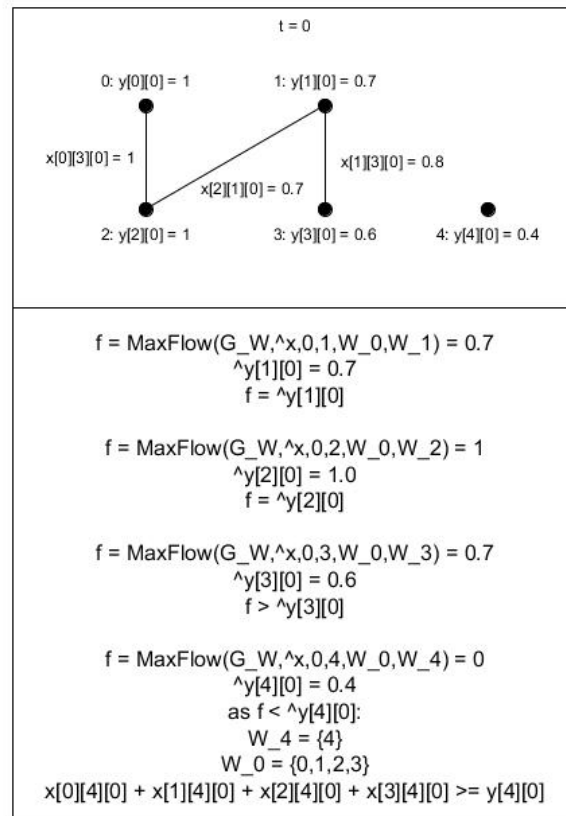 t = 0
0: y[0][0] = 1
1: y[1][0] = 0.7
x[0][3][0] = 1
x[1][3][0] = 0.8
x[2][1][0] = 0.7
2: y[2][0] = 1
3: y[3][0] = 0.6
4: y[4][0] = 0.4
f = MaxFlow(G_W,^x,0,1,W_0,W_1) = 0.7
^y[1][0] = 0.7
f = ^y[1][0]
f = MaxFlow(G_W,^x,0,2,W_0,W_2) = 1
^y[2][0] = 1.0
f = ^y[2][0]
f = MaxFlow(G_W,^x,0,3,W_0,W_3) = 0.7
^y[3][0] = 0.6
f > ^y[3][0]
f = MaxFlow(G_W,^x,0,4,W_0,W_4) = 0
^y[4][0] = 0.4
as f < ^y[4][0]:
W_4 = {4}
W_0 = {0,1,2,3}
x[0][4][0] + x[1][4][0] + x[2][4][0] + x[3][4][0] >= y[4][0]